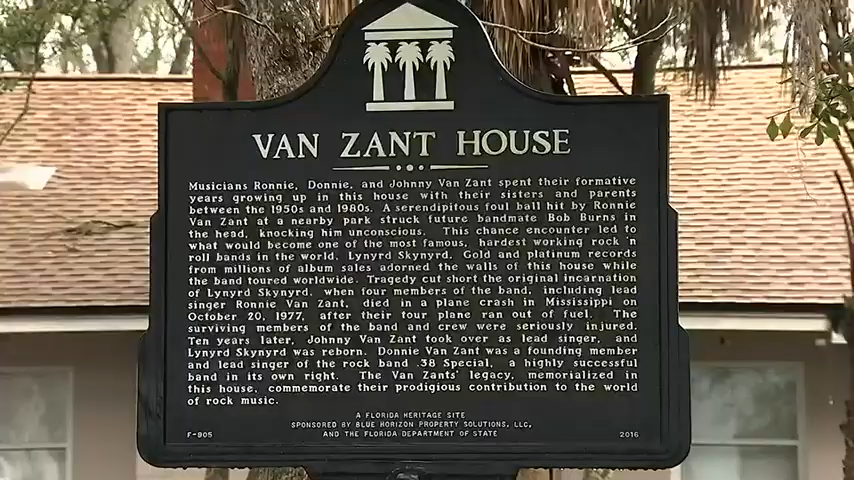 VAN ZANT HOUSE
Musicians Ronnie, Donnie, and Johnny Van Zant spent their formative
years growing up in this house with their sisters and parents
between the 1950s and 1980s. A serendipitous foul ball hit by Ronnie
Van Zant at a nearby park struck future bandmate Bob Burns in
the head, knocking him unconscious. This chance encounter led to
what would become one of the most famous, hardest working rock 'n
roll bands in the world, Lynyrd Skynyrd. Gold and platinum records
from millions of album sales adorned the walls of this house while
the band toured worldwide. Tragedy cut short the original incarnation
of Lynyrd Skynyrd, when four members of the band, including lead
singer Ronnie Van Zant, died in a plane crash in Mississippi on
October 20, 1977, after their tour plane ran out of fuel. The
surviving members of the band and crew were seriously injured.
Ten years later, Johnny Van Zant took over as lead singer, and
Lynyrd Skynyrd was reborn. Donnie Van Zant was a founding member
and lead singer of the rock band .38 Special, a highly successful
band in its own right. The Van Zants' legacy, memorialized in
this house, commemorate their prodigious contribution to the world
of rock music.
A FLORIDA HERITAGE SITE
SPONSORED BY BLUE HORIZON PROPERTY SOLUTIONS, LLC,
F-905 AND THE FLORIDA DEPARTMENT OF STATE 2016